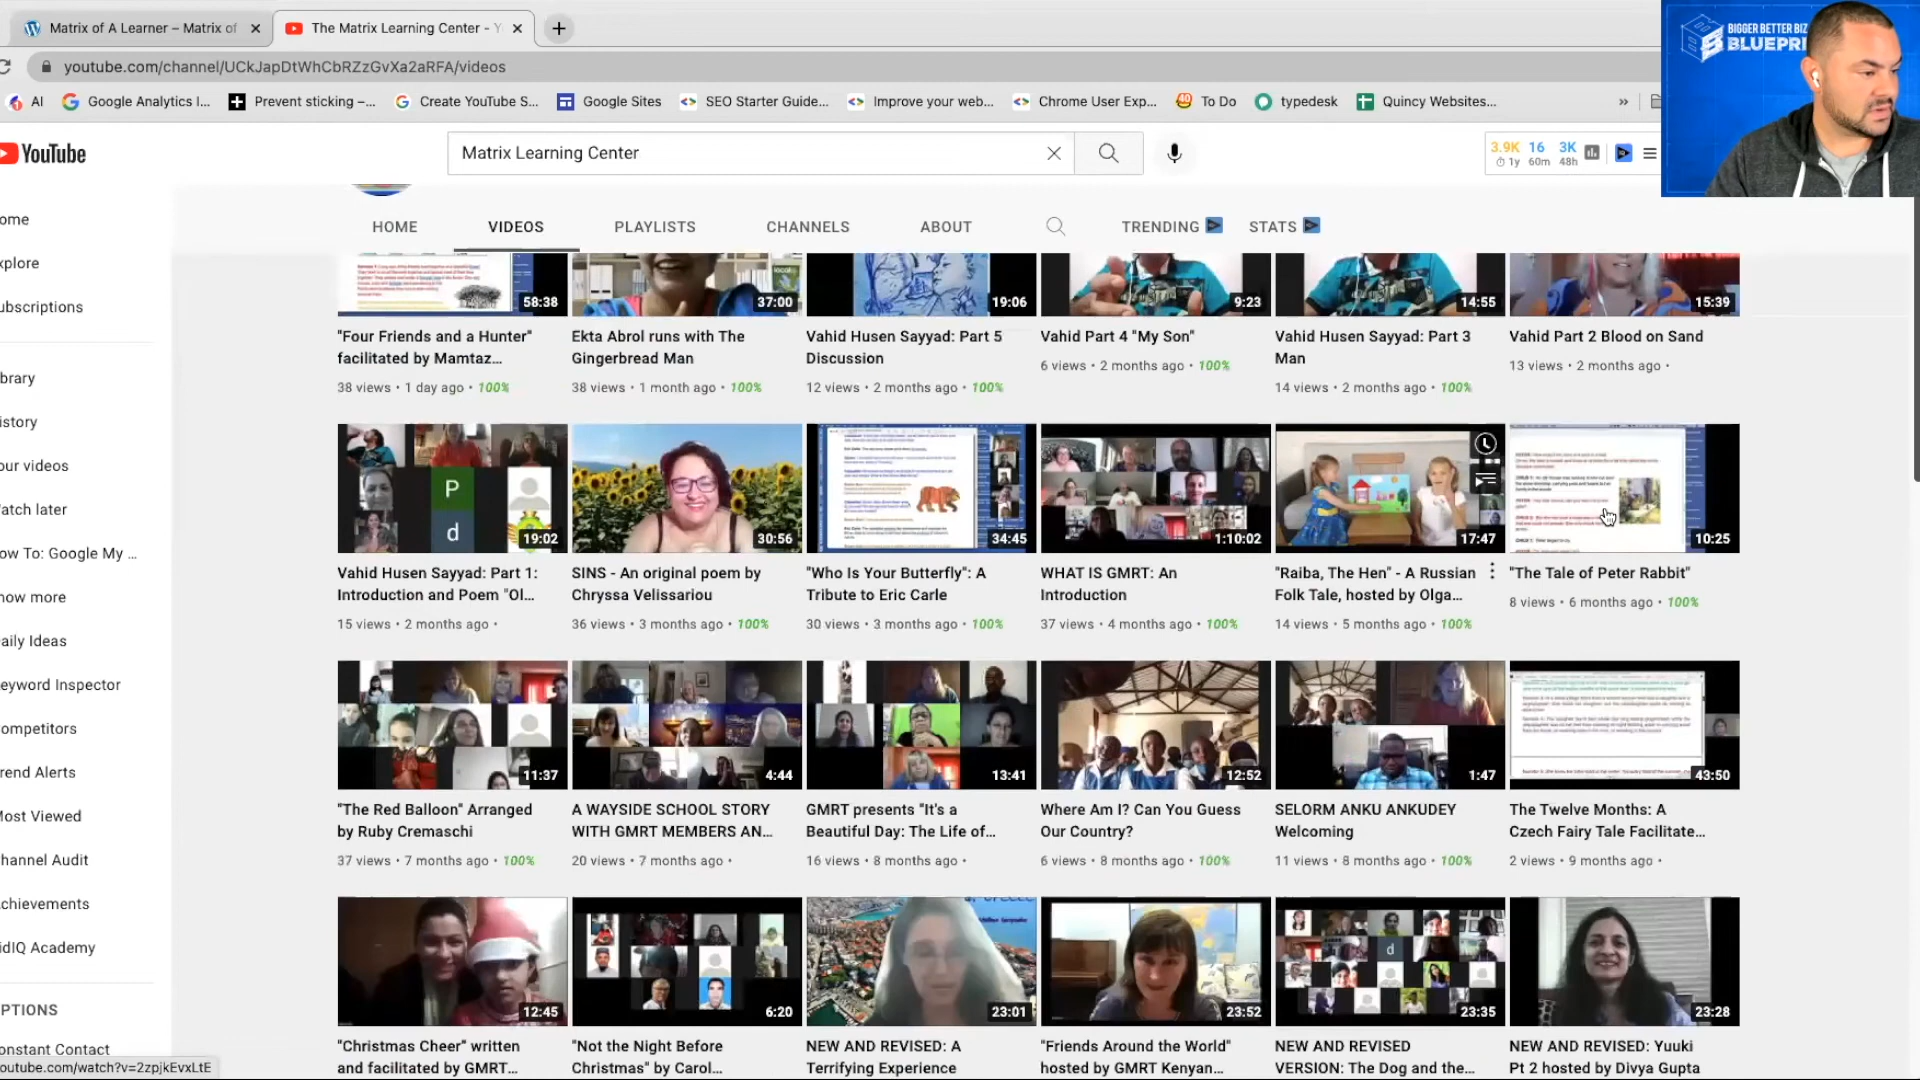 Matrix of A Learner – Matrix of
The Matrix Learning Center - Y
youtube.com/channel/UCkJapDtWhCbRZzGvXa2aRFA/videos
AI
Google Analytics I...
Prevent sticking –...
Create YouTube S...
Google Sites
SEO Starter Guide...
Improve your web...
Chrome User Exp...
To Do
typedesk
Quincy Websites...
»
BIGGER BETTER BIZ
BLUEPRI
YouTube
Matrix Learning Center
3.9K 16 3K
1y 60m 48h
HOME
VIDEOS
PLAYLISTS
CHANNELS
ABOUT
TRENDING
STATS
ome
xplore
ubscriptions
brary
istory
our videos
atch later
ow To: Google My ...
how more
aily Ideas
eyword Inspector
ompetitors
rend Alerts
Most Viewed
hannel Audit
chievements
idIQ Academy
PTIONS
onstant Contact
outube.com/watch?v=2zpjkEvxLtE
58:38
37:00
19:06
9:23
14:55
15:39
"Four Friends and a Hunter"
facilitated by Mamtaz...
38 views • 1 day ago • 100%
Ekta Abrol runs with The
Gingerbread Man
38 views • 1 month ago • 100%
Vahid Husen Sayyad: Part 5
Discussion
12 views • 2 months ago • 100%
Vahid Part 4 "My Son"
6 views • 2 months ago • 100%
Vahid Husen Sayyad: Part 3
Man
14 views • 2 months ago • 100%
Vahid Part 2 Blood on Sand
13 views • 2 months ago •
P
d
19:02
30:56
34:45
1:10:02
17:47
10:25
Vahid Husen Sayyad: Part 1:
Introduction and Poem "Ol...
15 views • 2 months ago •
SINS - An original poem by
Chryssa Velissariou
36 views • 3 months ago • 100%
"Who Is Your Butterfly": A
Tribute to Eric Carle
30 views • 3 months ago • 100%
WHAT IS GMRT: An
Introduction
37 views • 4 months ago • 100%
"Raiba, The Hen" - A Russian
Folk Tale, hosted by Olga...
14 views • 5 months ago • 100%
"The Tale of Peter Rabbit"
8 views • 6 months ago • 100%
11:37
4:44
13:41
12:52
1:47
43:50
"The Red Balloon" Arranged
by Ruby Cremaschi
37 views • 7 months ago • 100%
A WAYSIDE SCHOOL STORY
WITH GMRT MEMBERS AN...
20 views • 7 months ago •
GMRT presents "It's a
Beautiful Day: The Life of...
16 views • 8 months ago •
Where Am I? Can You Guess
Our Country?
6 views • 8 months ago • 100%
SELORM ANKU ANKUDEY
Welcoming
11 views • 8 months ago • 100%
The Twelve Months: A
Czech Fairy Tale Facilitate...
2 views • 9 months ago •
12:45
6:20
23:01
23:52
d
23:35
23:28
"Christmas Cheer" written
and facilitated by GMRT...
"Not the Night Before
Christmas" by Carol...
NEW AND REVISED: A
Terrifying Experience
"Friends Around the World"
hosted by GMRT Kenyan...
NEW AND REVISED
VERSION: The Dog and the...
NEW AND REVISED: Yuuki
Pt 2 hosted by Divya Gupta